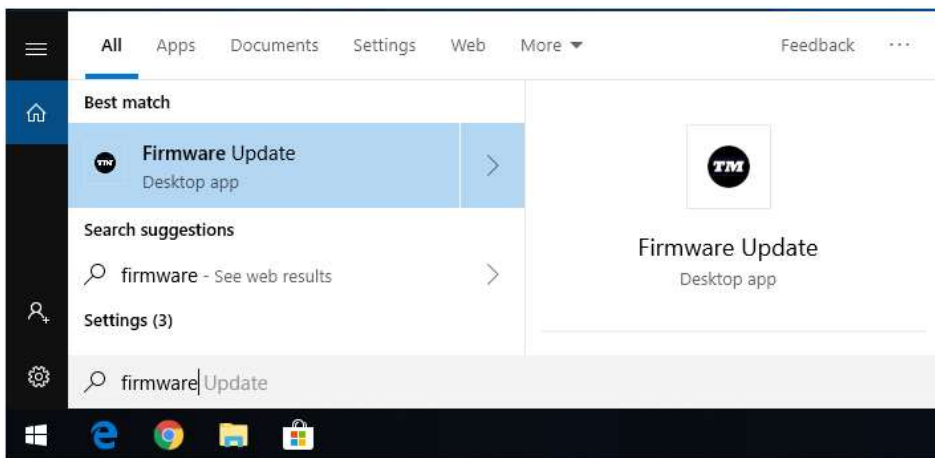 All Apps Documents Settings Web More Feedback ...
Best match
Firmware Update
Desktop app
TM
Search suggestions
firmware - See web results
Settings (3)
TM
Firmware Update
Desktop app
firmware Update